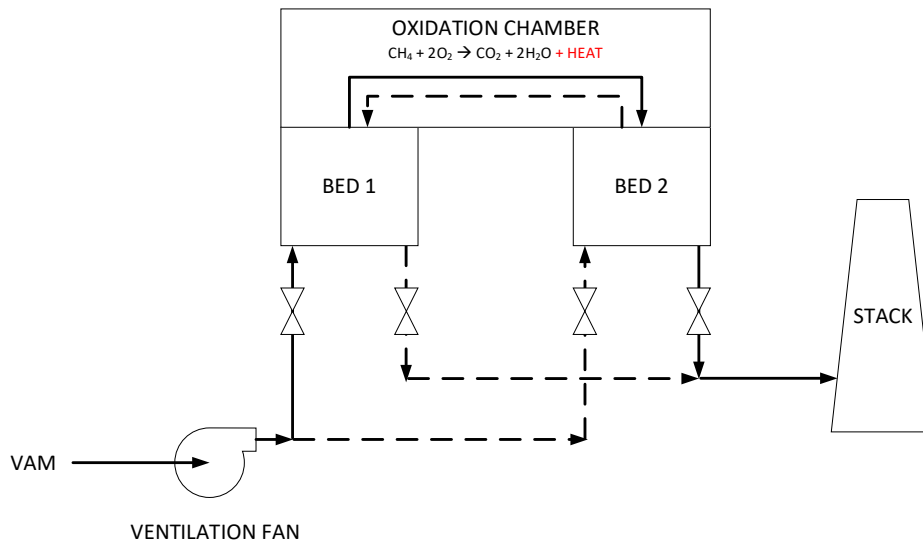 OXIDATION CHAMBER
CH₄ + 2O₂ → CO₂ + 2H₂O + HEAT
BED 1
BED 2
STACK
VAM
VENTILATION FAN